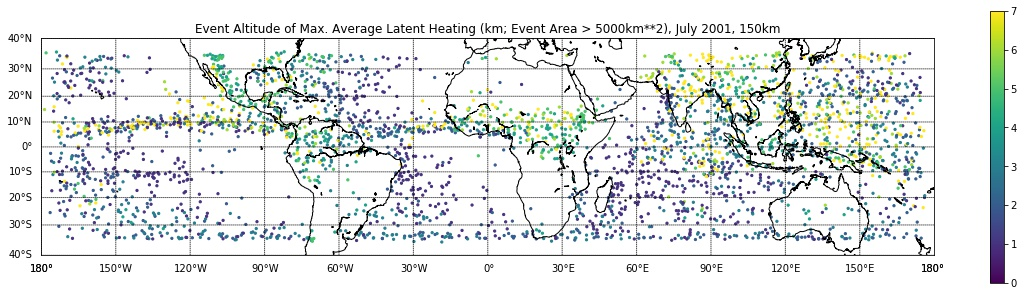 Event Altitude of Max. Average Latent Heating (km; Event Area > 5000km**2), July 2001, 150km
7
6
5
4
3
2
1
0
40°N
30°N
20°N
10°N
0°
10°S
20°S
30°S
40°S
180° 150°W 120°W 90°W 60°W 30°W 0° 30°E 60°E 90°E 120°E 150°E 180°